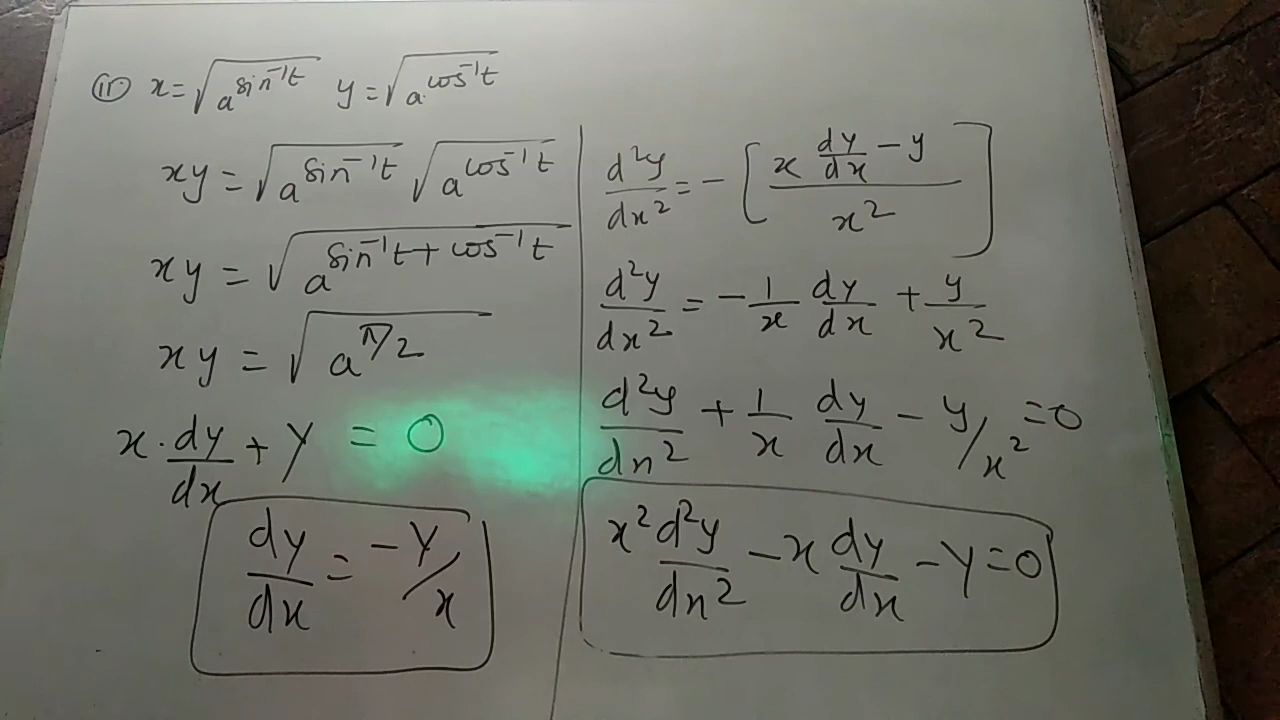 (ii) x = √(a^(sin⁻¹t)) y = √(a^(cos⁻¹t))
xy = √(a^(sin⁻¹t)) √(a^(cos⁻¹t))
xy = √(a^(sin⁻¹t + cos⁻¹t))
xy = √(a^(π/2))
x · dy/dx + y = 0
dy/dx = -y/x
d²y/dx² = - [(x dy/dx - y)/x²]
d²y/dx² = - 1/x dy/dx + y/x²
d²y/dx² + 1/x dy/dx - y/x² = 0
x² d²y/dx² - x dy/dx - y = 0